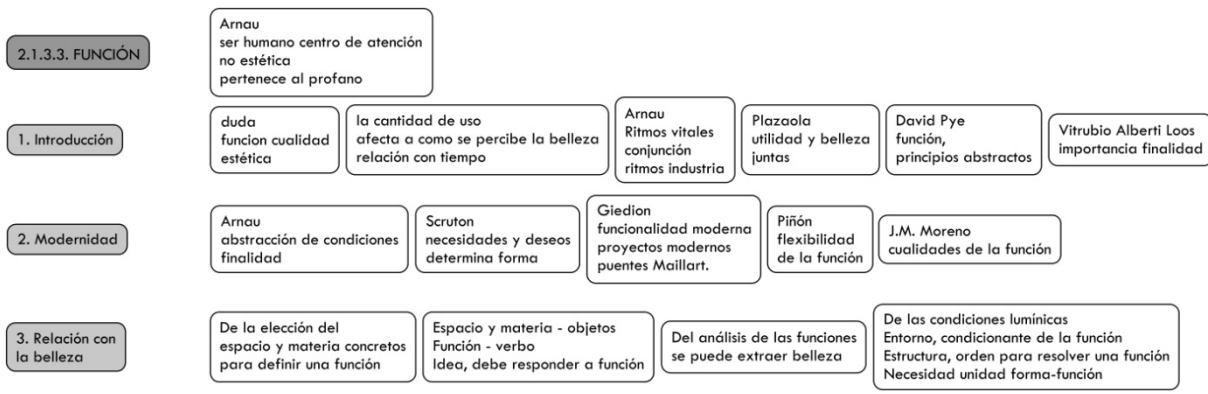 2.1.3.3. FUNCIÓN
Arnau
ser humano centro de atención
no estética
pertenece al profano
1. Introducción
duda
funcion cualidad
estética
la cantidad de uso
afecta a como se percibe la belleza
relación con tiempo
Arnau
Ritmos vitales
conjunción
ritmos industria
Plazaola
utilidad y belleza
juntas
David Pye
función,
principios abstractos
Vitrubio Alberti Loos
importancia finalidad
2. Modernidad
Arnau
abstracción de condiciones
finalidad
Scruton
necesidades y deseos
determina forma
Giedion
funcionalidad moderna
proyectos modernos
puentes Maillart.
Piñón
flexibilidad
de la función
J.M. Moreno
cualidades de la función
3. Relación con
la belleza
De la elección del
espacio y materia concretos
para definir una función
Espacio y materia - objetos
Función - verbo
Idea, debe responder a función
Del análisis de las funciones
se puede extraer belleza
De las condiciones lumínicas
Entorno, condicionante de la función
Estructura, orden para resolver una función
Necesidad unidad forma-función